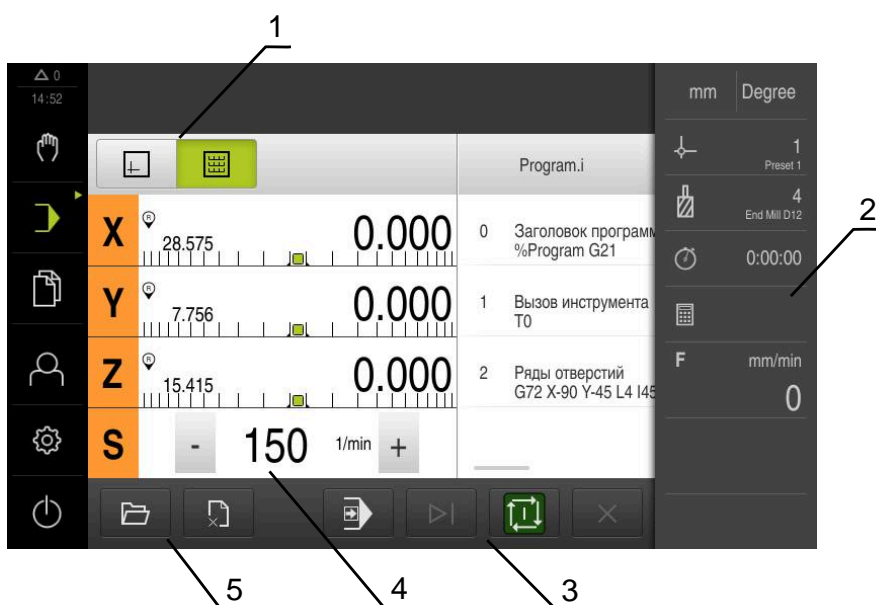 1
0
14:52
mm Degree
1
Preset 1
4
End Mill D12
2
0:00:00
F mm/min
0
Program.i
X R 28.575 0.000
Y R 7.756 0.000
Z R 15.415 0.000
S - 150 1/min +
0 Заголовок программ
%Program G21
1 Вызов инструмента
T0
2 Ряды отверстий
G72 X-90 Y-45 L4 I45
5 4 3